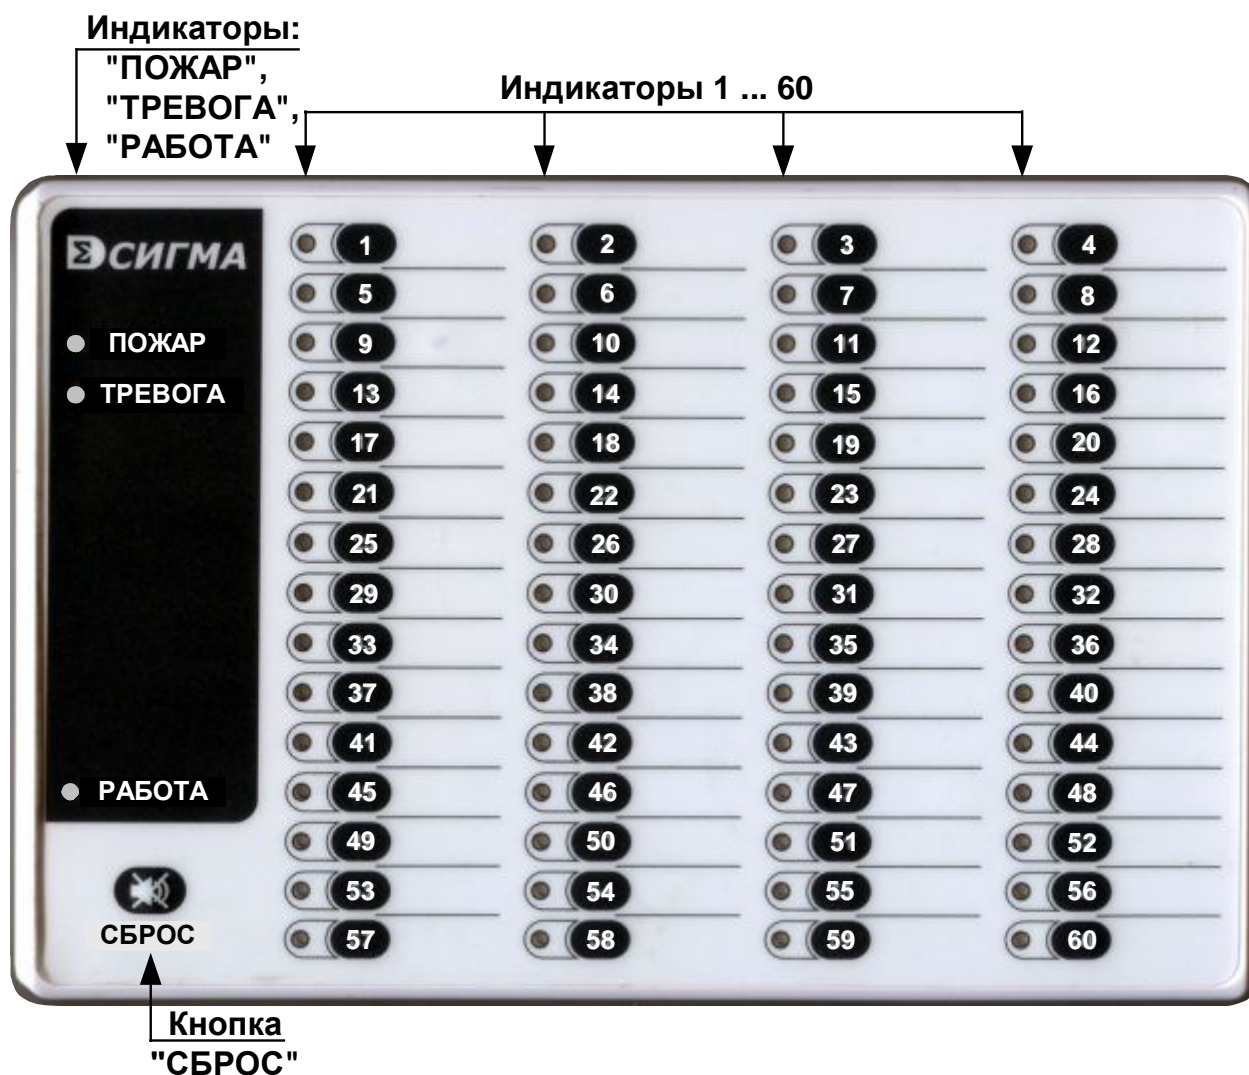 Индикаторы:
"ПОЖАР",
"ТРЕВОГА",
"РАБОТА"
Индикаторы 1 ... 60
СИГМА
ПОЖАР
ТРЕВОГА
РАБОТА
СБРОС
1 2 3 4
5 6 7 8
9 10 11 12
13 14 15 16
17 18 19 20
21 22 23 24
25 26 27 28
29 30 31 32
33 34 35 36
37 38 39 40
41 42 43 44
45 46 47 48
49 50 51 52
53 54 55 56
57 58 59 60
Кнопка
"СБРОС"